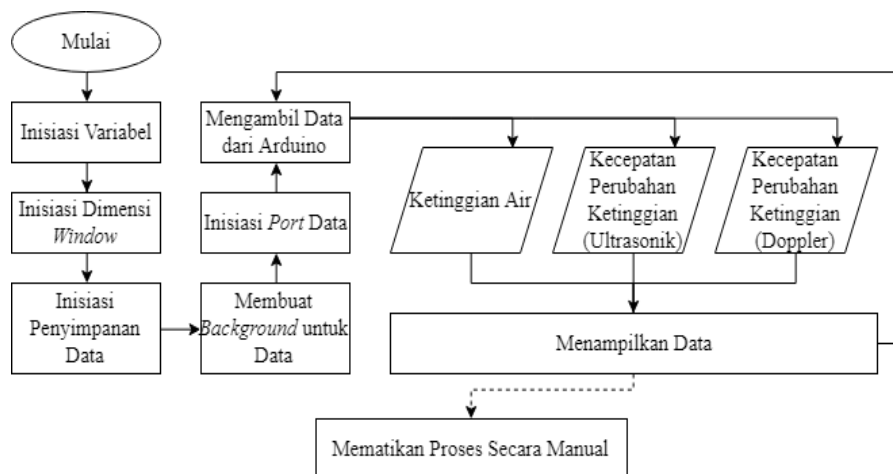 Mulai
Inisiasi Variabel
Inisiasi Dimensi
Window
Inisiasi
Penyimpanan
Data
Membuat
Background untuk
Data
Inisiasi Port Data
Mengambil Data
dari Arduino
Ketinggian Air
Kecepatan
Perubahan
Ketinggian
(Ultrasonik)
Kecepatan
Perubahan
Ketinggian
(Doppler)
Menampilkan Data
Mematikan Proses Secara Manual